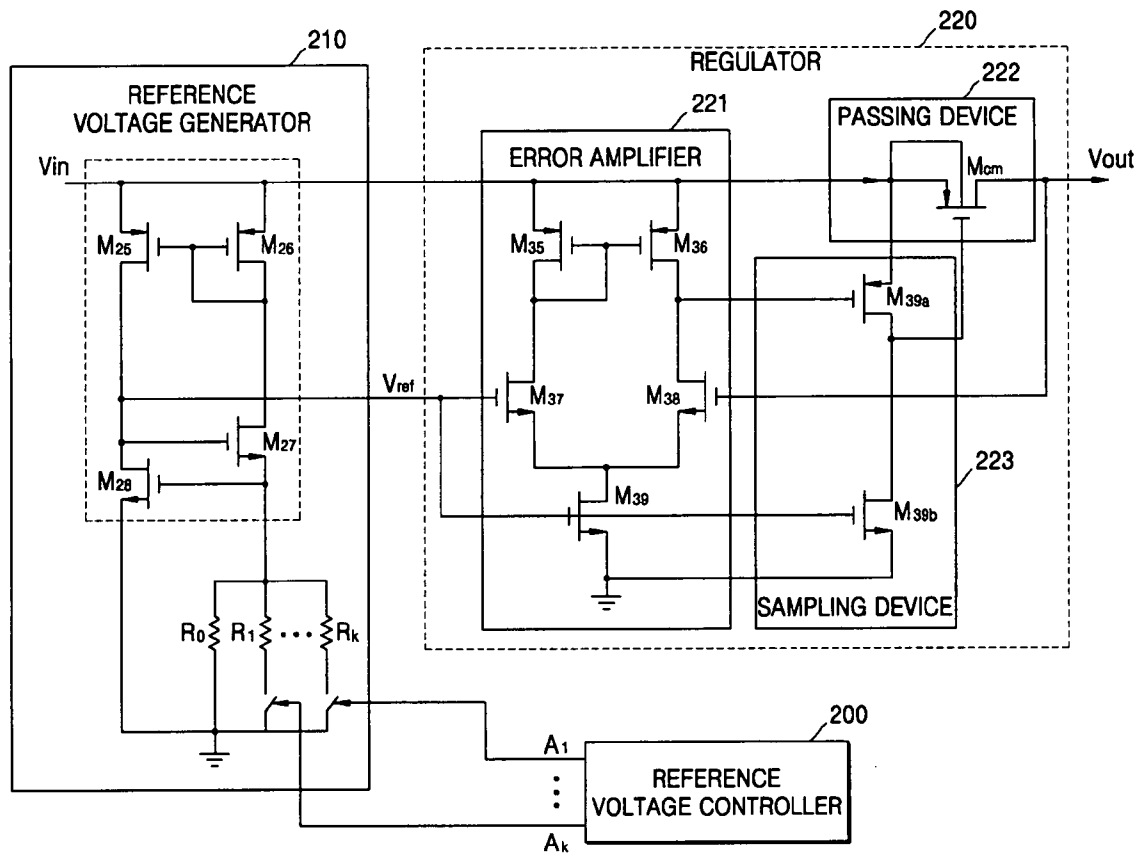 210
REFERENCE
VOLTAGE GENERATOR
Vin
M25
M26
M27
M28
Vref
R0
R1
Rk
220
REGULATOR
221
ERROR AMPLIFIER
M35
M36
M37
M38
M39
222
PASSING DEVICE
Mcm
Vout
M39a
M39b
223
SAMPLING DEVICE
200
REFERENCE
VOLTAGE CONTROLLER
A1
Ak